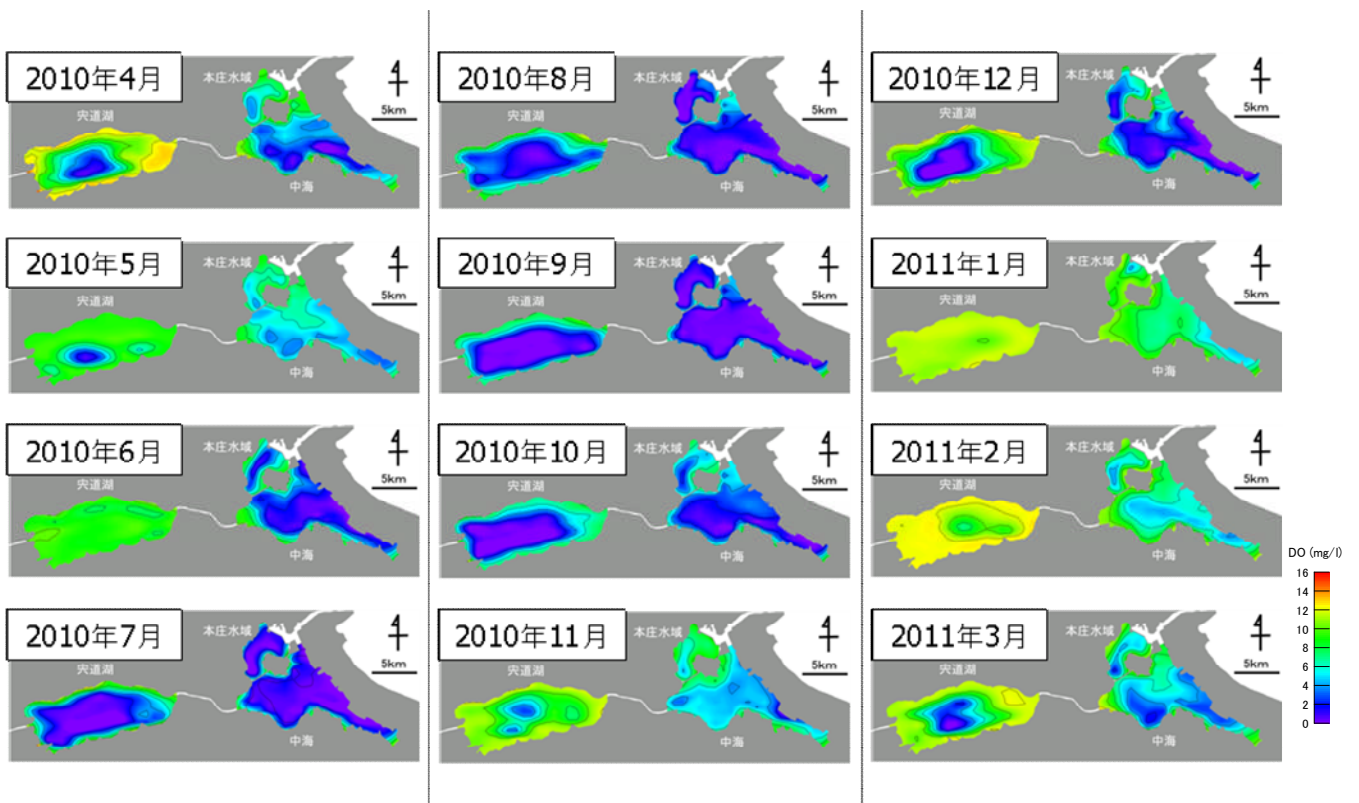 2010年4月
本庄水域
5km
宍道湖
中海
2010年5月
本庄水域
5km
宍道湖
中海
2010年6月
本庄水域
5km
宍道湖
中海
2010年7月
本庄水域
5km
宍道湖
中海
2010年8月
本庄水域
5km
宍道湖
中海
2010年9月
本庄水域
5km
宍道湖
中海
2010年10月
本庄水域
5km
宍道湖
中海
2010年11月
本庄水域
5km
宍道湖
中海
2010年12月
本庄水域
5km
宍道湖
中海
2011年1月
本庄水域
5km
宍道湖
中海
2011年2月
本庄水域
5km
宍道湖
中海
2011年3月
本庄水域
5km
宍道湖
中海
DO (mg/l)
16
14
12
10
8
6
4
2
0